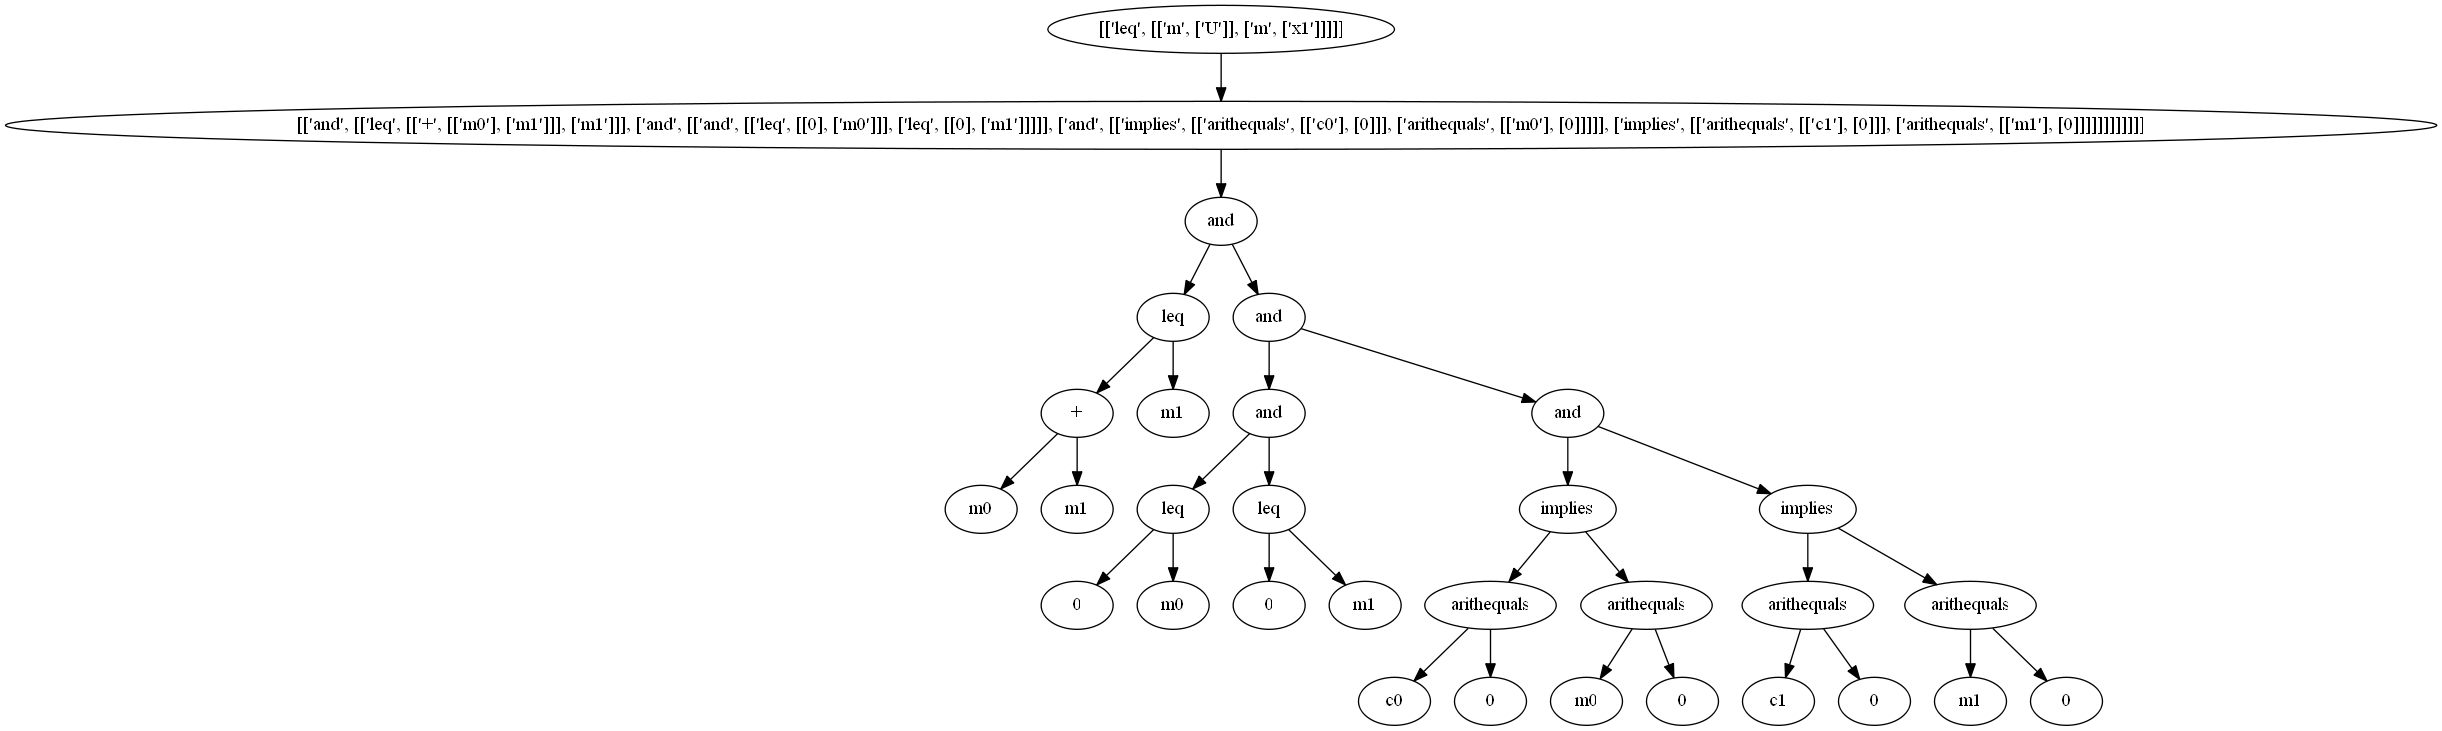 [['leq', [['m', ['U']], ['m', ['x1']]]]]
[['and', [['leq', [['+', [['m0'], ['m1']]], ['m1']]], ['and', [['and', [['leq', [[0], ['m0']]], ['leq', [[0], ['m1']]]]], ['and', [['implies', [['arithequals', [['c0'], [0]]], ['arithequals', [['m0'], [0]]]]], ['implies', [['arithequals', [['c1'], [0]]], ['arithequals', [['m1'], [0]]]]]]]]]]]]
and
leq and
+ m1 and and
m0 m1 leq leq implies implies
0 m0 0 m1 arithequals arithequals arithequals arithequals
c0 0 m0 0 c1 0 m1 0